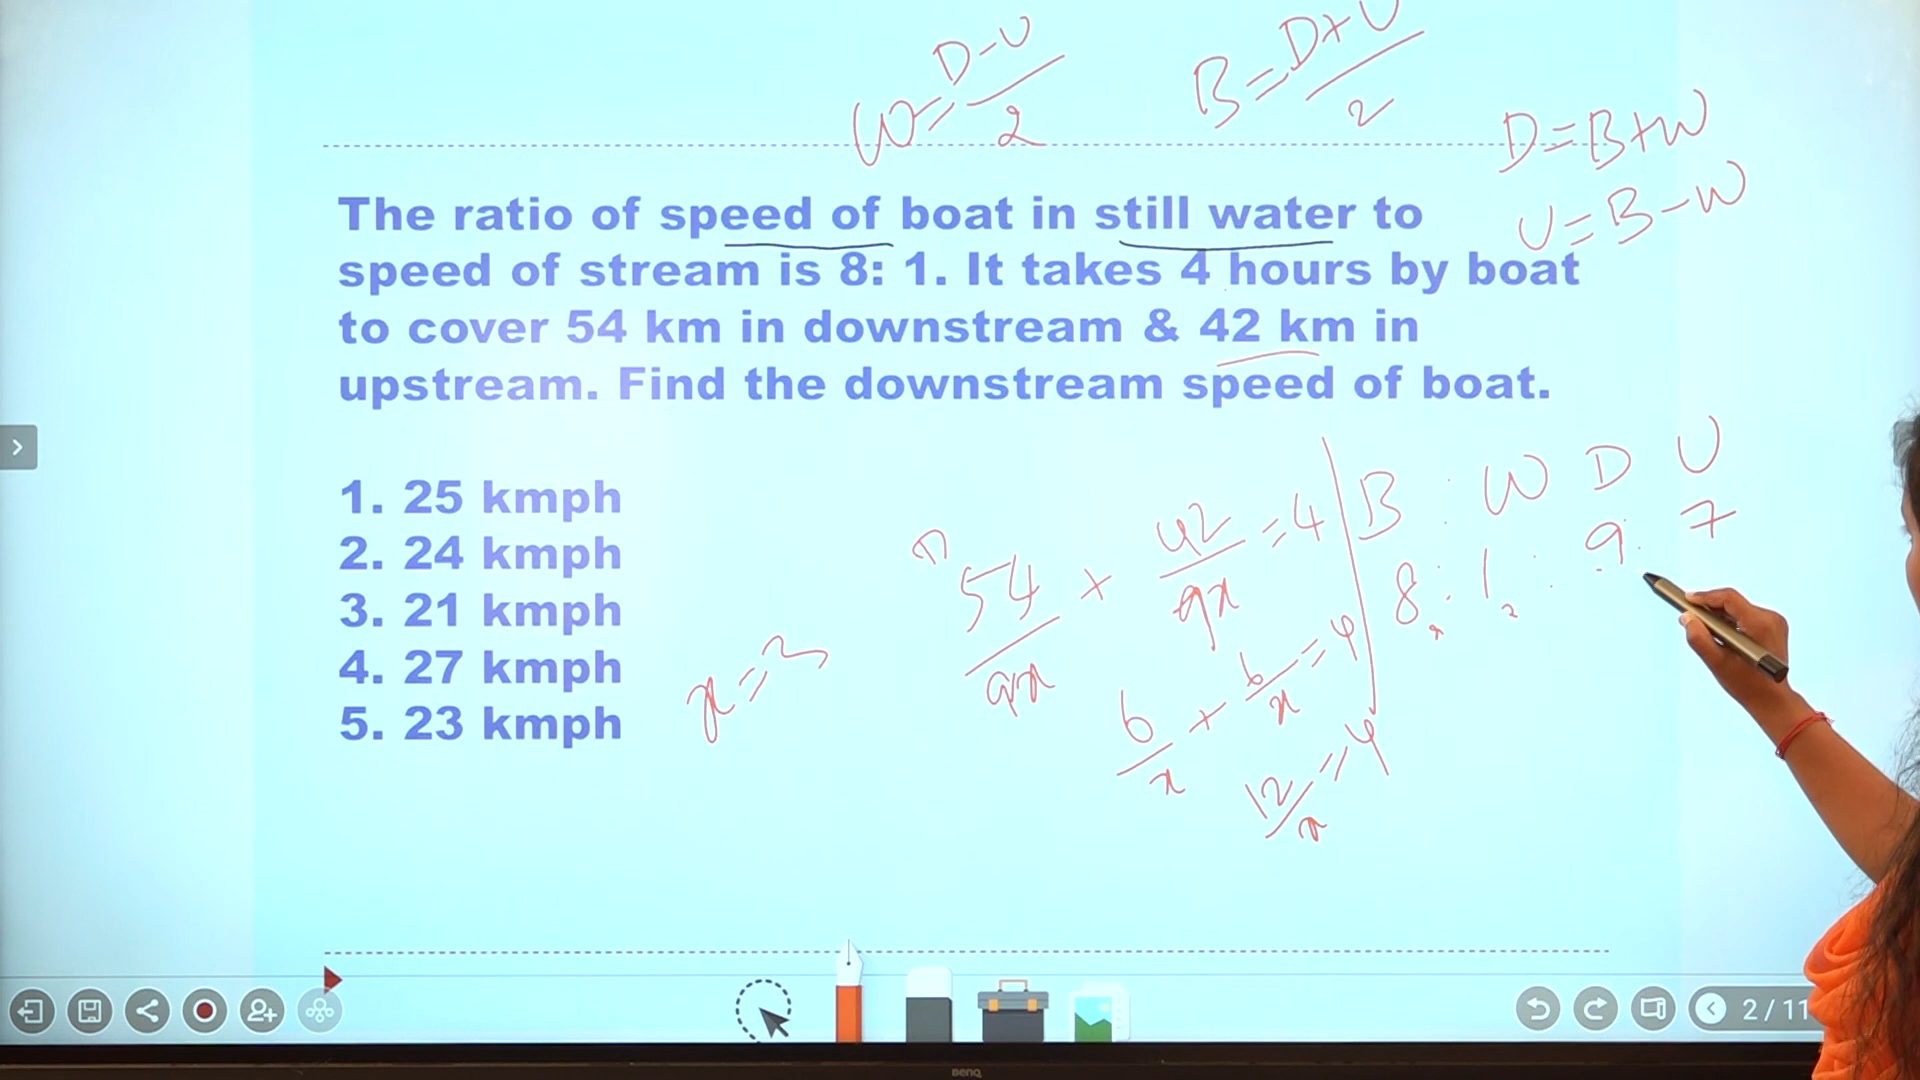 W = D-U/2
B = D+U/2
D = B+W
U = B-W
The ratio of speed of boat in still water to
speed of stream is 8: 1. It takes 4 hours by boat
to cover 54 km in downstream & 42 km in
upstream. Find the downstream speed of boat.
1. 25 kmph
2. 24 kmph
3. 21 kmph
4. 27 kmph
5. 23 kmph
54/9x + 42/9x = 4
6/x + 6/x = 4
12/x = 4
x = 3
B : W D U
8 : 1 : 9 : 7
2 / 11
BenQ